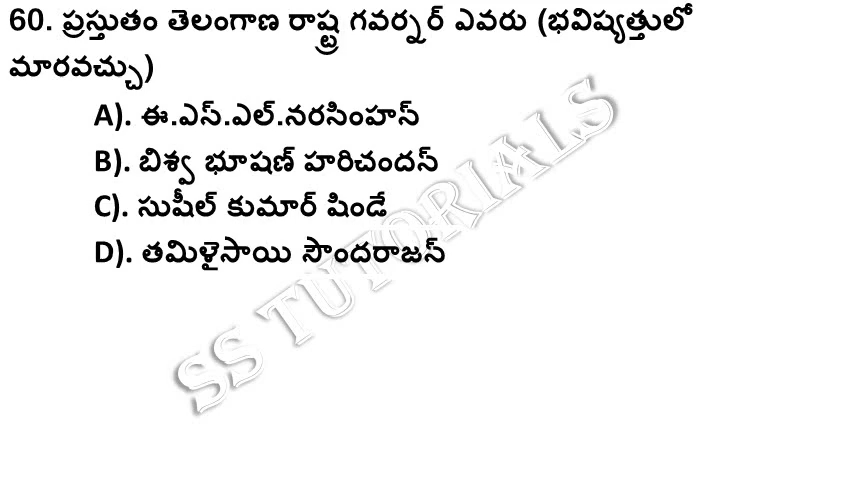 60. ప్రస్తుతం తెలంగాణ రాష్ట్ర గవర్నర్ ఎవరు (భవిష్యత్తులో
మారవచ్చు)
A). ఈ.ఎస్.ఎల్.నరసింహన్
B). బిశ్వ భూషణ్ హరిచందన్
C). సుషీల్ కుమార్ షిండే
D). తమిళైసాయి సౌందరాజన్
SS TUTORIALS